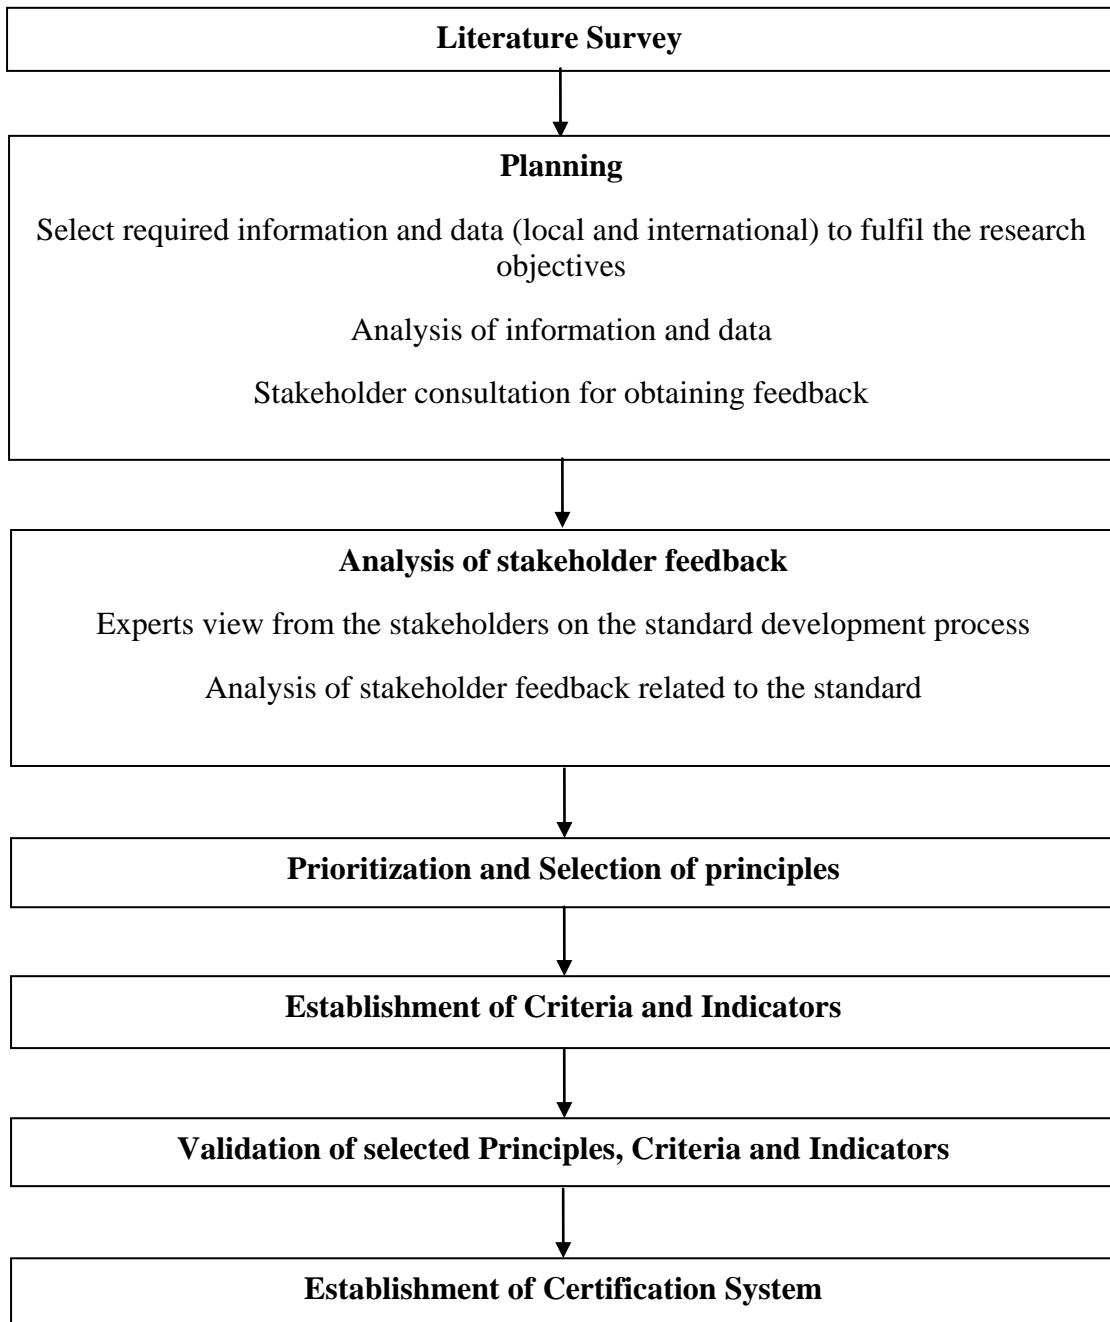 Literature Survey
Planning
Select required information and data (local and international) to fulfil the research
objectives
Analysis of information and data
Stakeholder consultation for obtaining feedback
Analysis of stakeholder feedback
Experts view from the stakeholders on the standard development process
Analysis of stakeholder feedback related to the standard
Prioritization and Selection of principles
Establishment of Criteria and Indicators
Validation of selected Principles, Criteria and Indicators
Establishment of Certification System